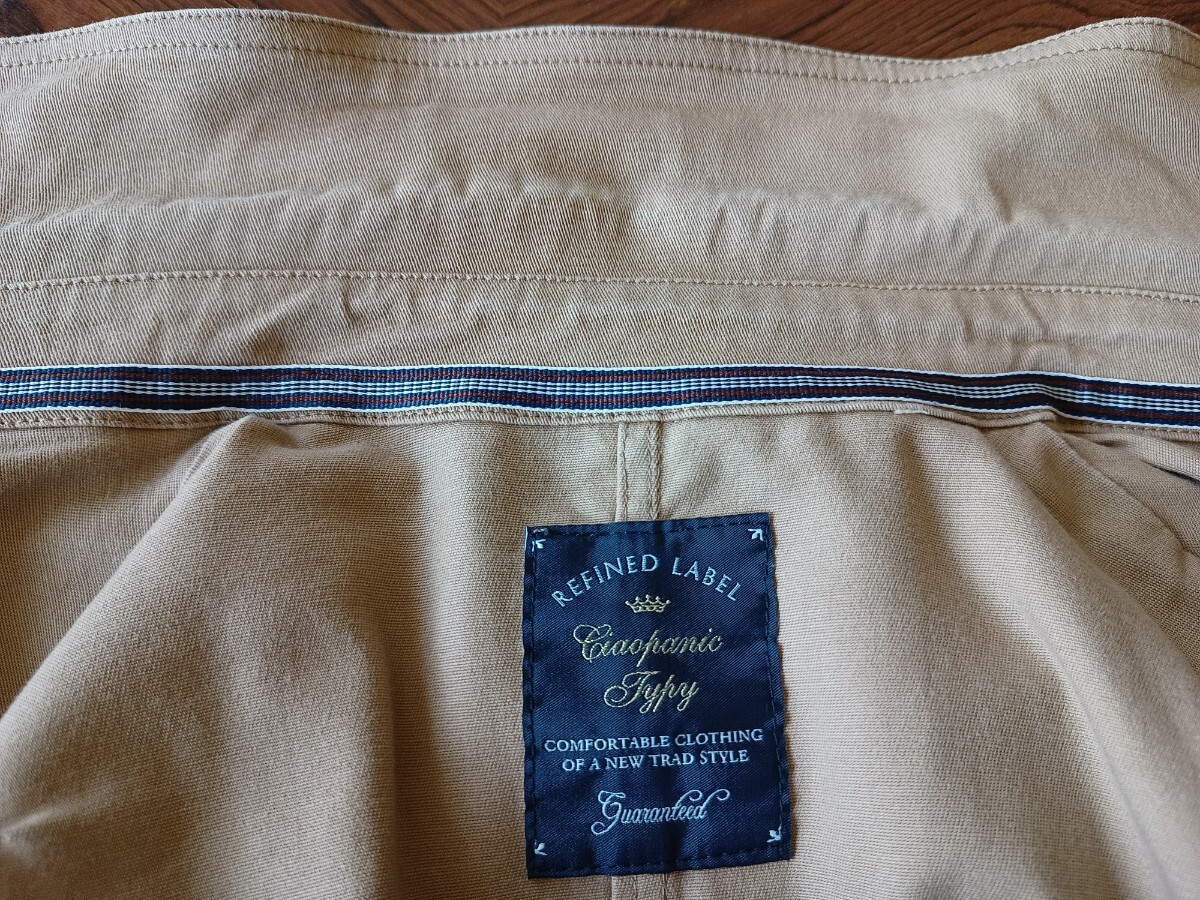 REFINED LABEL
Ciaopanic
Typy
COMFORTABLE CLOTHING
OF A NEW TRAD STYLE
Guaranteed